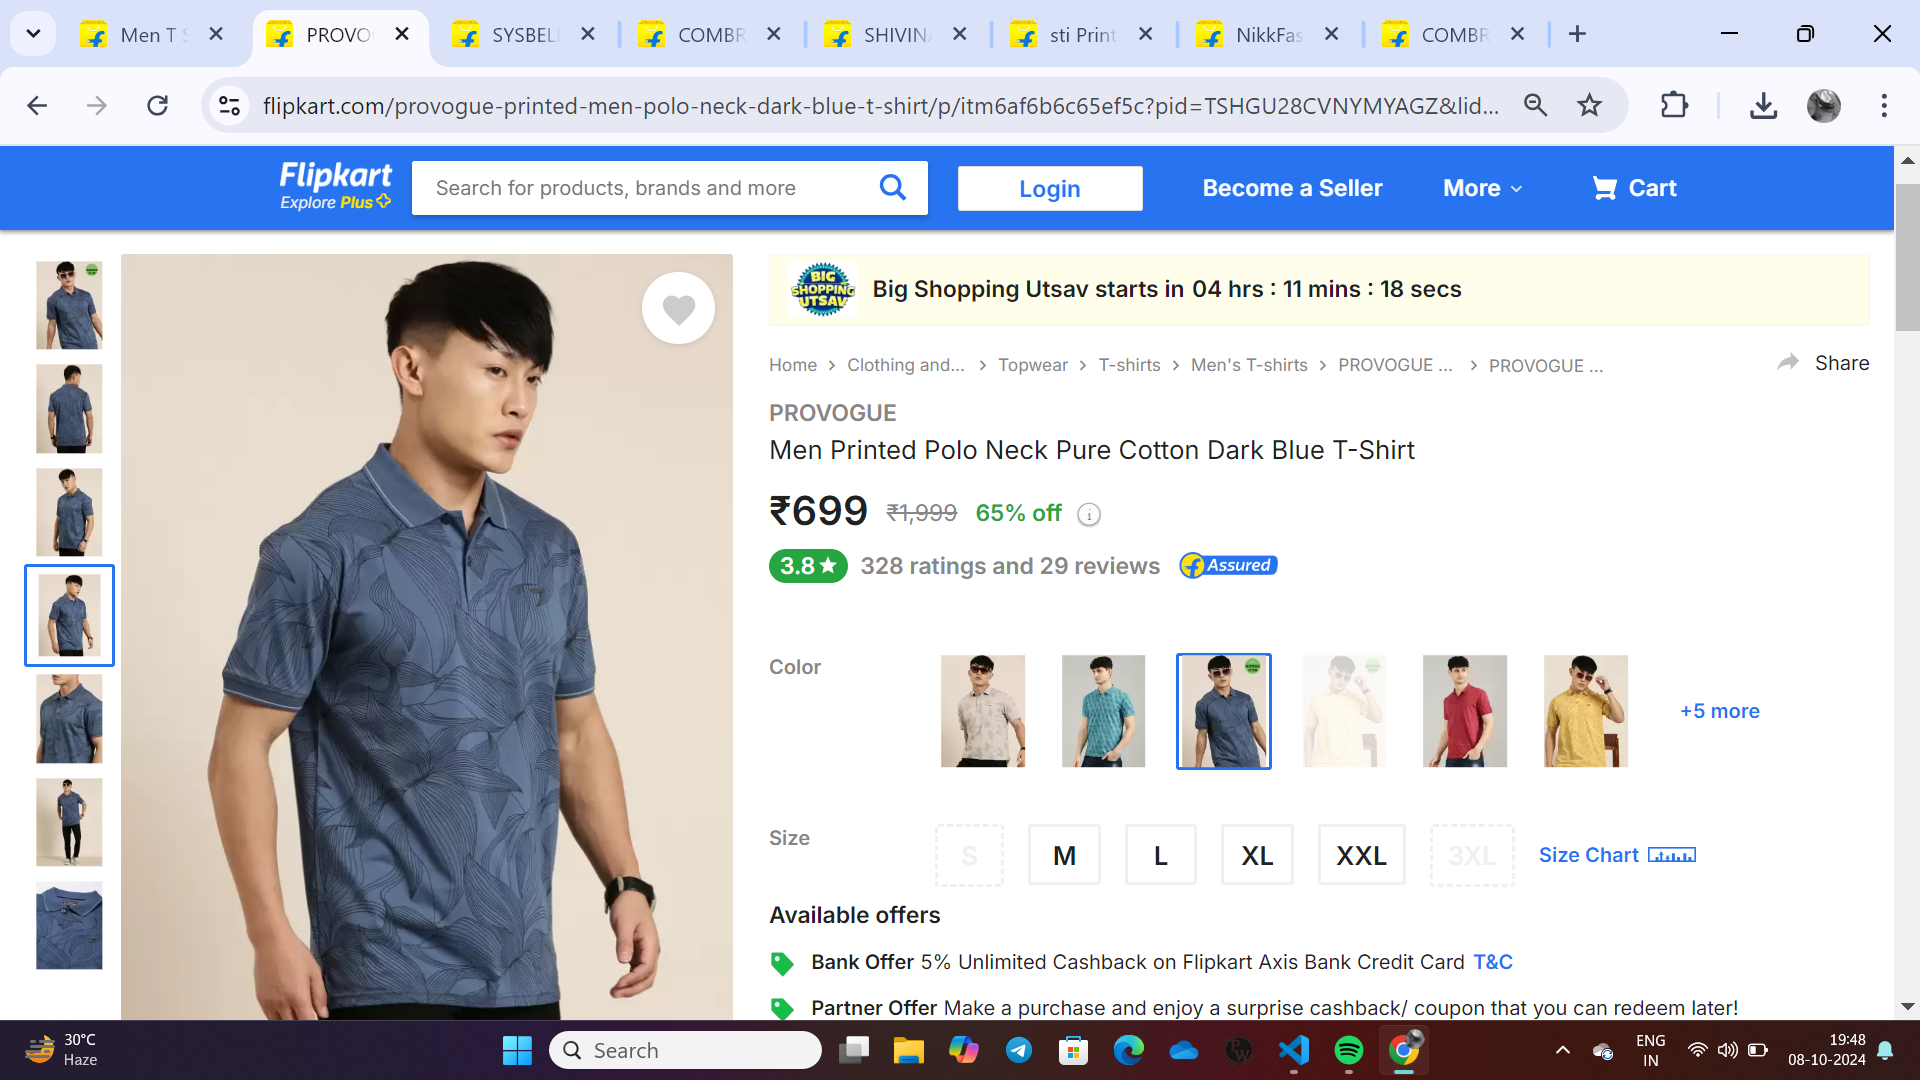 Men T S
PROVO
SYSBEL
COMBR
SHIVIN
sti Print
NikkFas
COMBR
flipkart.com/provogue-printed-men-polo-neck-dark-blue-t-shirt/p/itm6af6b6c65ef5c?pid=TSHGU28CVNYMYAGZ&lid...
Flipkart
Explore Plus
Search for products, brands and more
Login
Become a Seller
More
Cart
BIG SHOPPING UTSAV
Big Shopping Utsav starts in 04 hrs : 11 mins : 18 secs
Home > Clothing and... > Topwear > T-shirts > Men's T-shirts > PROVOGUE ... > PROVOGUE ...
Share
PROVOGUE
Men Printed Polo Neck Pure Cotton Dark Blue T-Shirt
₹699 ₹1,999 65% off
3.8★ 328 ratings and 29 reviews Assured
Color
+5 more
Size
S M L XL XXL 3XL Size Chart
Available offers
Bank Offer 5% Unlimited Cashback on Flipkart Axis Bank Credit Card T&C
Partner Offer Make a purchase and enjoy a surprise cashback/ coupon that you can redeem later!
30°C
Haze
Search
ENG
IN
19:48
08-10-2024